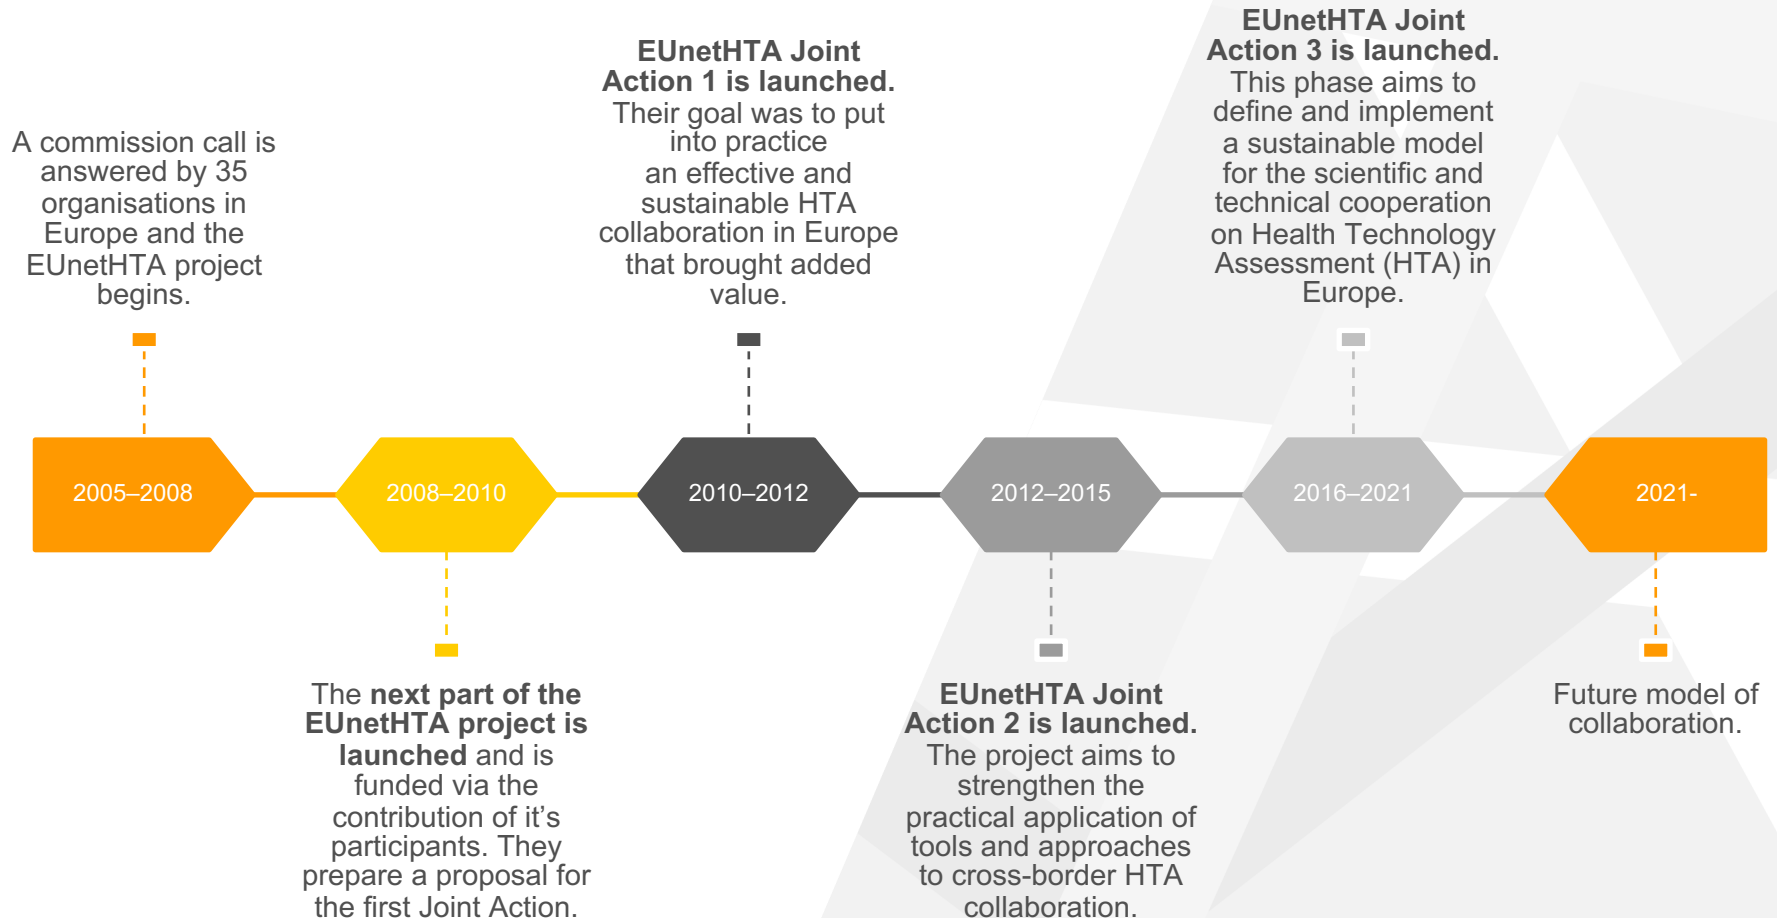 A commission call is
answered by 35
organisations in
Europe and the
EUnetHTA project
begins.
EUnetHTA Joint
Action 1 is launched.
Their goal was to put
into practice
an effective and
sustainable HTA
collaboration in Europe
that brought added
value.
EUnetHTA Joint
Action 3 is launched.
This phase aims to
define and implement
a sustainable model
for the scientific and
technical cooperation
on Health Technology
Assessment (HTA) in
Europe.
2005–2008
2008–2010
2010–2012
2012–2015
2016–2021
2021-
The next part of the
EUnetHTA project is
launched and is
funded via the
contribution of it’s
participants. They
prepare a proposal for
the first Joint Action.
EUnetHTA Joint
Action 2 is launched.
The project aims to
strengthen the
practical application of
tools and approaches
to cross-border HTA
collaboration.
Future model of
collaboration.